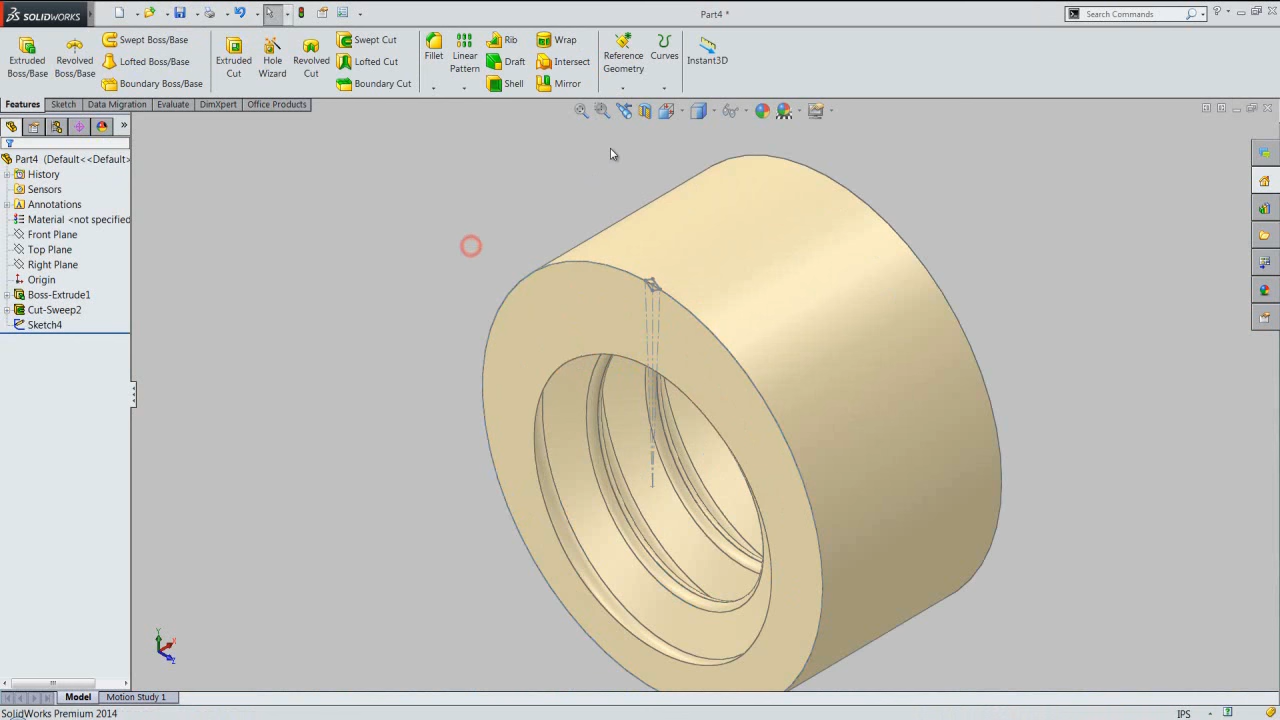 SOLIDWORKS
Part4 *
Search Commands
Extruded Boss/Base
Revolved Boss/Base
Swept Boss/Base
Lofted Boss/Base
Boundary Boss/Base
Extruded Cut
Hole Wizard
Revolved Cut
Swept Cut
Lofted Cut
Boundary Cut
Fillet
Linear Pattern
Rib
Draft
Shell
Wrap
Intersect
Mirror
Reference Geometry
Curves
Instant3D
Features
Sketch
Data Migration
Evaluate
DimXpert
Office Products
Part4 (Default<<Default>
History
Sensors
Annotations
Material <not specified
Front Plane
Top Plane
Right Plane
Origin
Boss-Extrude1
Cut-Sweep2
Sketch4
Y
X
Z
Model
Motion Study 1
SolidWorks Premium 2014
IPS